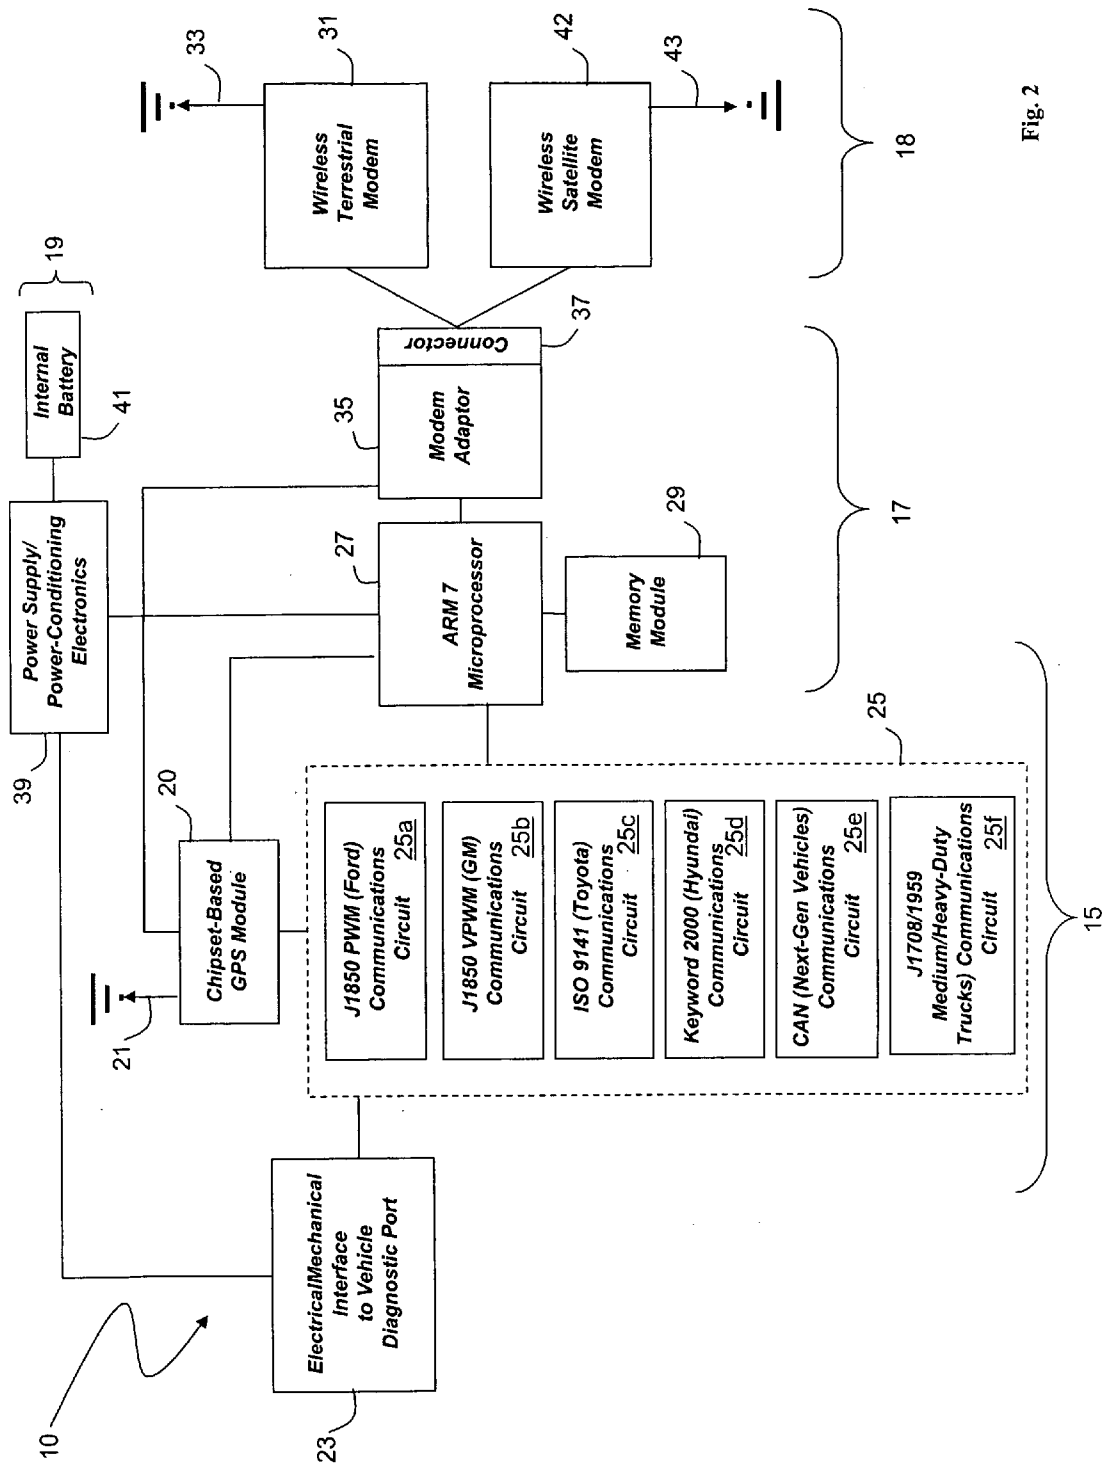 10
23
ElectricalMechanical
Interface
to Vehicle
Diagnostic Port
39
Power Supply/
Power-Conditioning
Electronics
Internal
Battery
41
19
21
20
Chipset-Based
GPS Module
J1850 PWM (Ford)
Communications
Circuit 25a
J1850 VPWM (GM)
Communications
Circuit 25b
ISO 9141 (Toyota)
Communications
Circuit 25c
Keyword 2000 (Hyundai)
Communications
Circuit 25d
CAN (Next-Gen Vehicles)
Communications
Circuit 25e
J1708/1959
Medium/Heavy-Duty
Trucks) Communications
Circuit 25f
25
15
27
ARM 7
Microprocessor
29
Memory
Module
35
Modem
Adaptor
Connector
37
17
33
31
Wireless
Terrestrial
Modem
42
Wireless
Satellite
Modem
43
18
Fig. 2